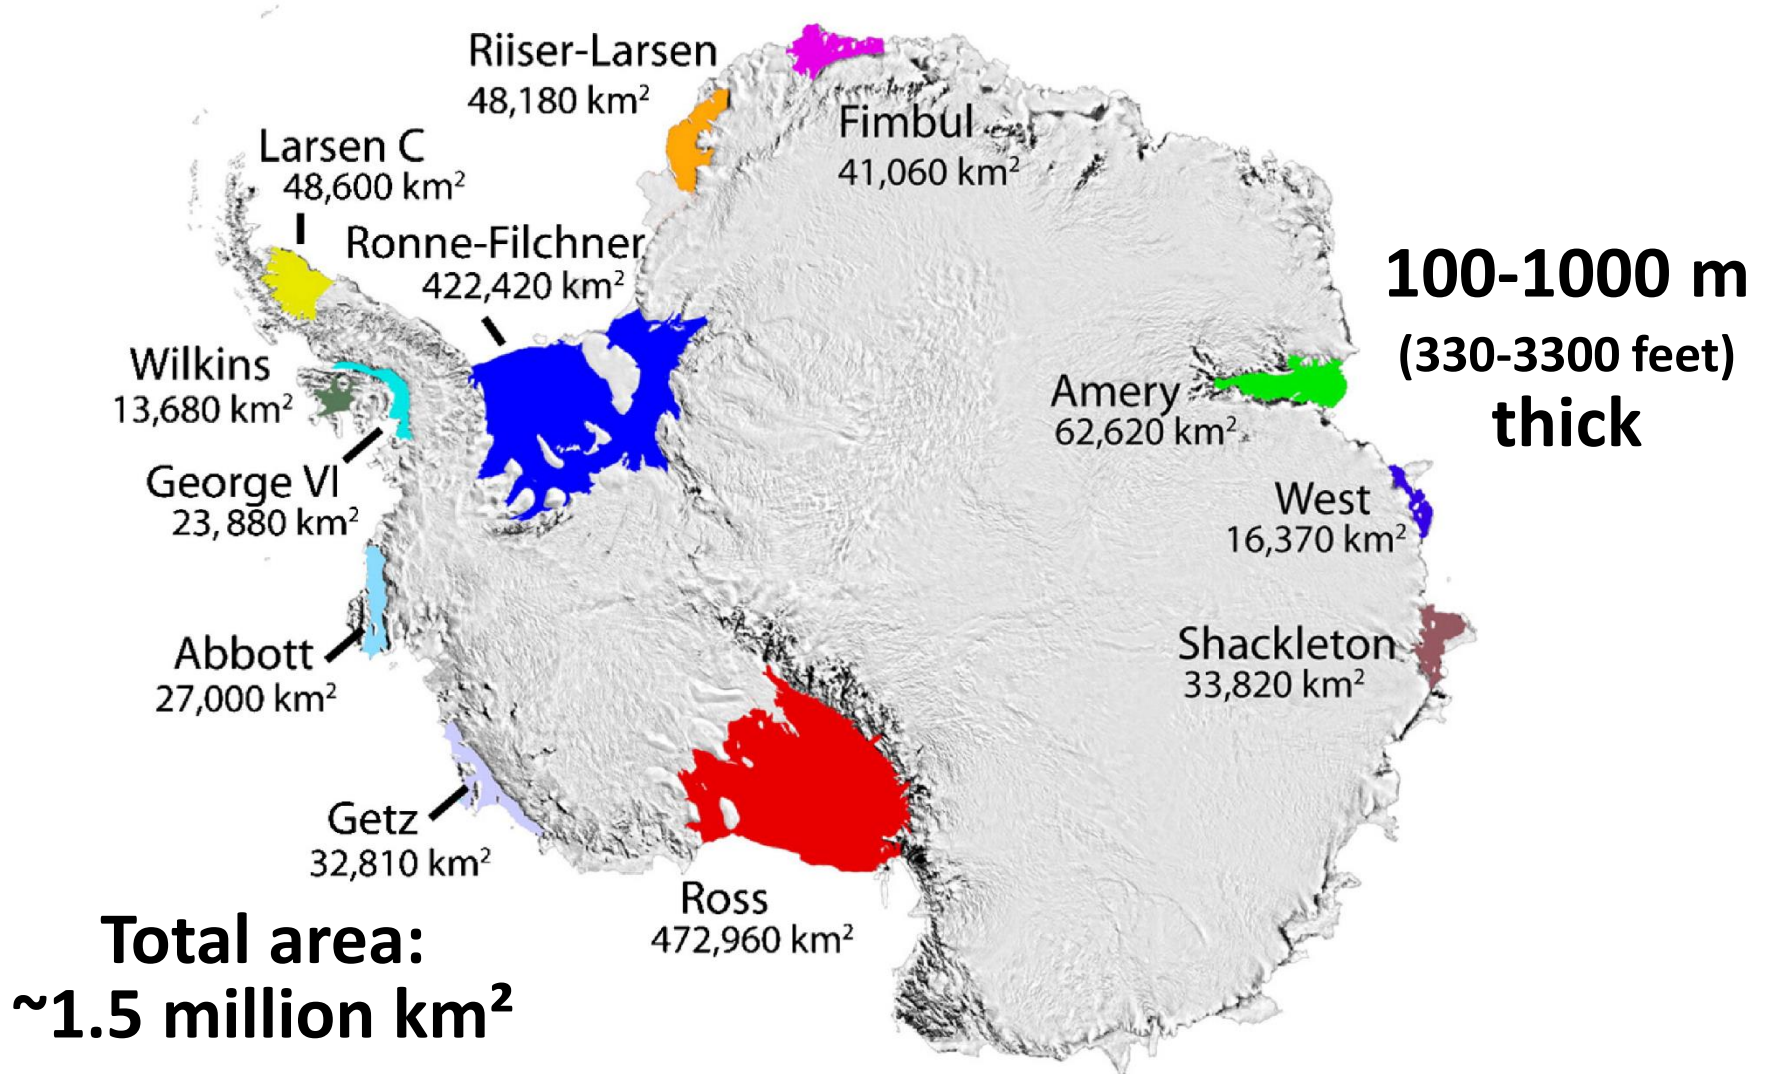 Riiser-Larsen
48,180 km²
Fimbul
41,060 km²
Larsen C
48,600 km²
Ronne-Filchner
422,420 km²
100-1000 m
(330-3300 feet)
thick
Wilkins
13,680 km²
Amery
62,620 km²
George VI
23,880 km²
West
16,370 km²
Abbott
27,000 km²
Shackleton
33,820 km²
Getz
32,810 km²
Ross
472,960 km²
Total area:
~1.5 million km²